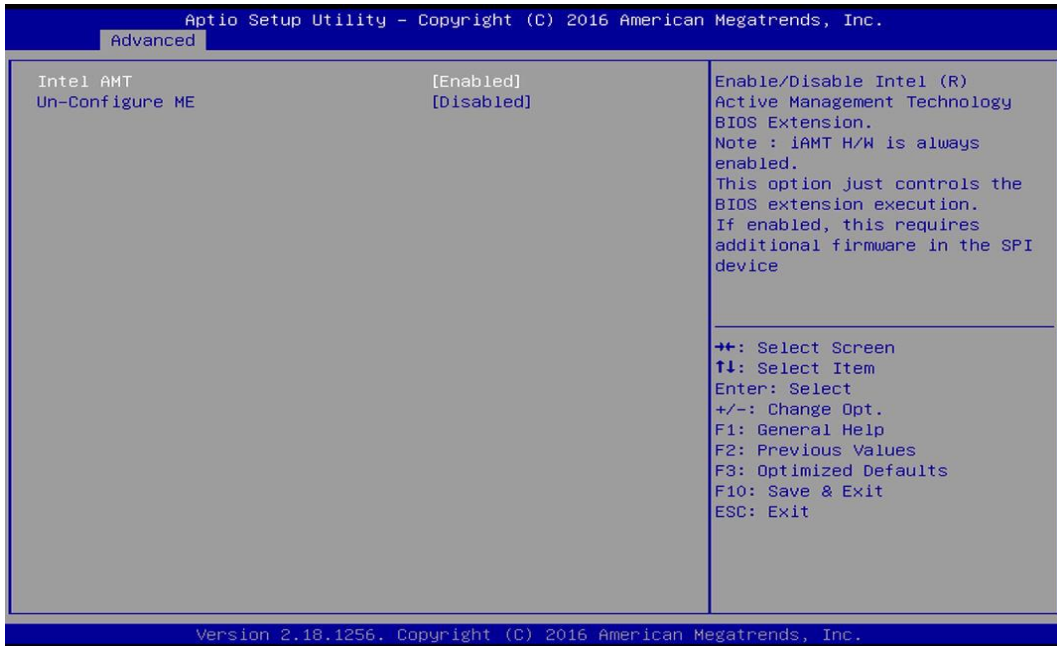 Aptio Setup Utility – Copyright (C) 2016 American Megatrends, Inc.
Advanced
Intel AMT [Enabled]
Un-Configure ME [Disabled]
Enable/Disable Intel (R)
Active Management Technology
BIOS Extension.
Note : iAMT H/W is always
enabled.
This option just controls the
BIOS extension execution.
If enabled, this requires
additional firmware in the SPI
device
→←: Select Screen
↑↓: Select Item
Enter: Select
+/-: Change Opt.
F1: General Help
F2: Previous Values
F3: Optimized Defaults
F10: Save & Exit
ESC: Exit
Version 2.18.1256. Copyright (C) 2016 American Megatrends, Inc.